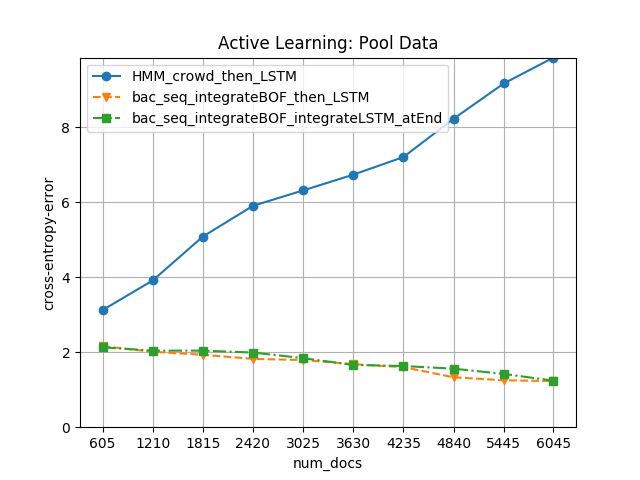 Active Learning: Pool Data
HMM_crowd_then_LSTM
bac_seq_integrateBOF_then_LSTM
bac_seq_integrateBOF_integrateLSTM_atEnd
cross-entropy-error
8
6
4
2
0
605 1210 1815 2420 3025 3630 4235 4840 5445 6045
num_docs